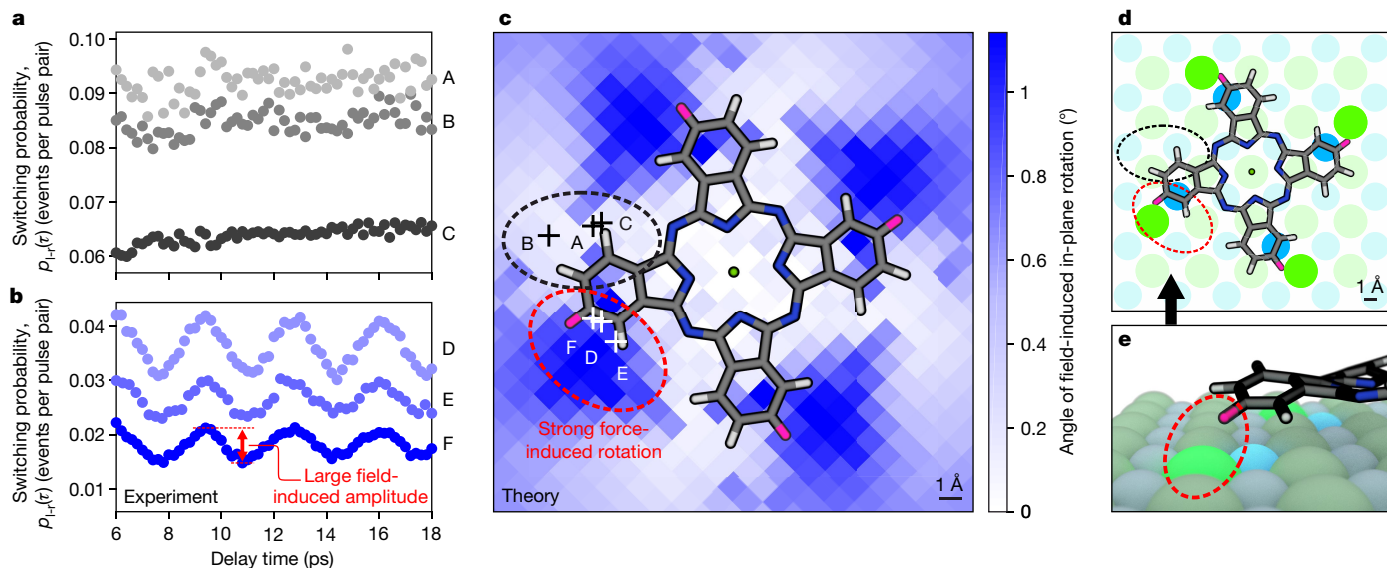 a
Switching probability,
p_l–r(τ) (events per pulse pair)
0.10
0.09
0.08
0.07
0.06
A
B
C
b
Switching probability,
p_l–r(τ) (events per pulse pair)
0.04
0.03
0.02
0.01
D
E
F
Large field-
induced amplitude
Experiment
6 8 10 12 14 16 18
Delay time (ps)
c
B A C
F D E
Strong force-
induced rotation
Theory
1 Å
1
0.8
0.6
0.4
0.2
0
Angle of field-induced in-plane rotation (°)
d
1 Å
e